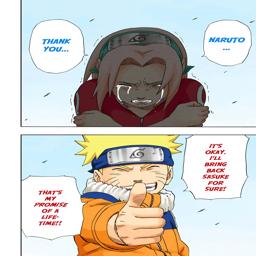 NARUTO
...
THANK
YOU...
IT'S
OKAY.
I'LL
BRING
BACK
SASUKE
FOR
SURE!
THAT'S
MY
PROMISE
OF A
LIFE-
TIME!!